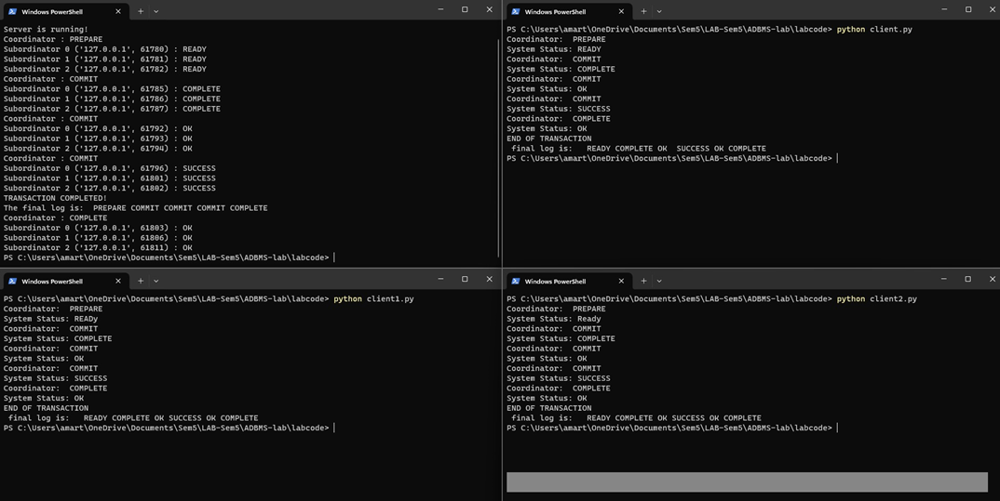 Windows PowerShell
Server is running!
Coordinator : PREPARE
Subordinator 0 ('127.0.0.1', 61780) : READY
Subordinator 1 ('127.0.0.1', 61781) : READY
Subordinator 2 ('127.0.0.1', 61782) : READY
Coordinator : COMMIT
Subordinator 0 ('127.0.0.1', 61785) : COMPLETE
Subordinator 1 ('127.0.0.1', 61786) : COMPLETE
Subordinator 2 ('127.0.0.1', 61787) : COMPLETE
Coordinator : COMMIT
Subordinator 0 ('127.0.0.1', 61792) : OK
Subordinator 1 ('127.0.0.1', 61793) : OK
Subordinator 2 ('127.0.0.1', 61794) : OK
Coordinator : COMMIT
Subordinator 0 ('127.0.0.1', 61796) : SUCCESS
Subordinator 1 ('127.0.0.1', 61801) : SUCCESS
Subordinator 2 ('127.0.0.1', 61802) : SUCCESS
TRANSACTION COMPLETED!
The final log is:  PREPARE COMMIT COMMIT COMMIT COMPLETE
Coordinator : COMPLETE
Subordinator 0 ('127.0.0.1', 61803) : OK
Subordinator 1 ('127.0.0.1', 61806) : OK
Subordinator 2 ('127.0.0.1', 61811) : OK
PS C:\Users\amart\OneDrive\Documents\Sem5\LAB-Sem5\ADBMS-lab\labcode>
Windows PowerShell
PS C:\Users\amart\OneDrive\Documents\Sem5\LAB-Sem5\ADBMS-lab\labcode> python client.py
Coordinator:  PREPARE
System Status: READY
Coordinator:  COMMIT
System Status: COMPLETE
Coordinator:  COMMIT
System Status: OK
Coordinator:  COMMIT
System Status: SUCCESS
Coordinator:  COMPLETE
System Status: OK
END OF TRANSACTION
final log is:   READY COMPLETE OK  SUCCESS OK COMPLETE
PS C:\Users\amart\OneDrive\Documents\Sem5\LAB-Sem5\ADBMS-lab\labcode>
Windows PowerShell
PS C:\Users\amart\OneDrive\Documents\Sem5\LAB-Sem5\ADBMS-lab\labcode> python client1.py
Coordinator:  PREPARE
System Status: READy
Coordinator:  COMMIT
System Status: COMPLETE
Coordinator:  COMMIT
System Status: OK
Coordinator:  COMMIT
System Status: SUCCESS
Coordinator:  COMPLETE
System Status: OK
END OF TRANSACTION
final log is:   READY COMPLETE OK SUCCESS OK COMPLETE
PS C:\Users\amart\OneDrive\Documents\Sem5\LAB-Sem5\ADBMS-lab\labcode>
Windows PowerShell
PS C:\Users\amart\OneDrive\Documents\Sem5\LAB-Sem5\ADBMS-lab\labcode> python client2.py
Coordinator:  PREPARE
System Status: Ready
Coordinator:  COMMIT
System Status: COMPLETE
Coordinator:  COMMIT
System Status: OK
Coordinator:  COMMIT
System Status: SUCCESS
Coordinator:  COMPLETE
System Status: OK
END OF TRANSACTION
final log is:   READY COMPLETE OK SUCCESS OK COMPLETE
PS C:\Users\amart\OneDrive\Documents\Sem5\LAB-Sem5\ADBMS-lab\labcode>